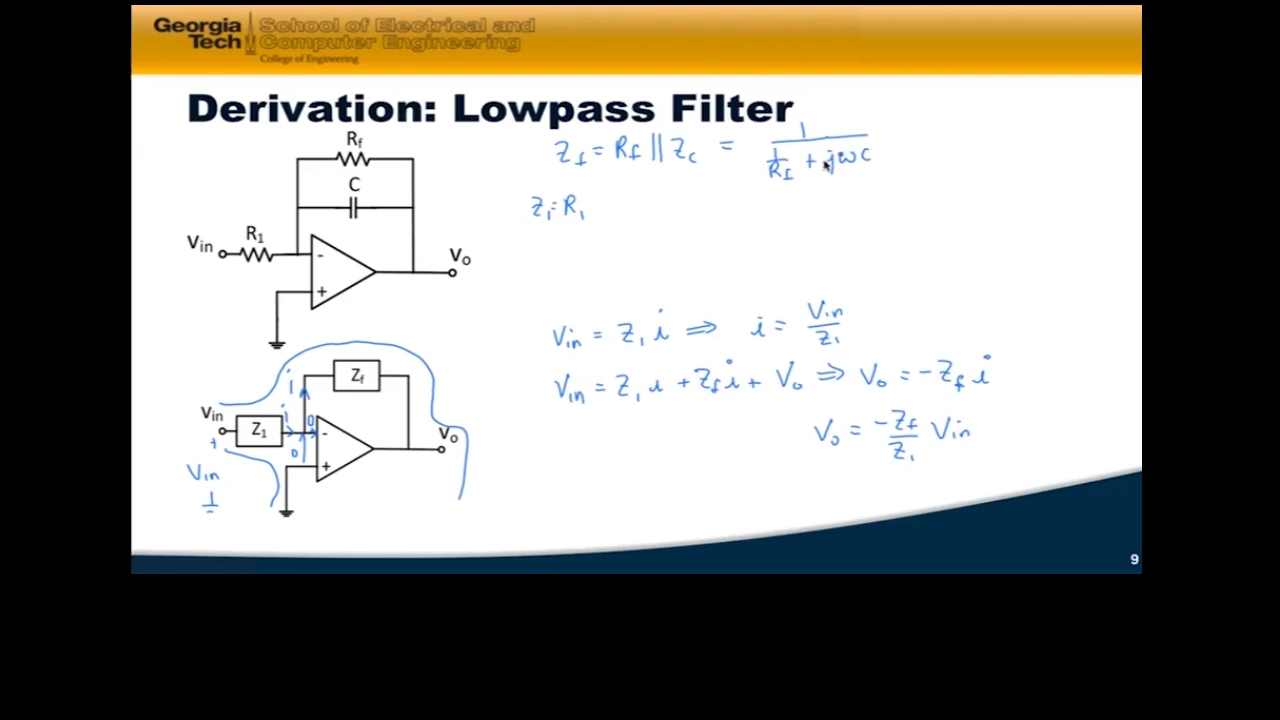 Georgia Tech
School of Electrical and Computer Engineering
College of Engineering
Derivation: Lowpass Filter
Rf
C
R1
Vin
-
+
Vo
Zf = Rf || Zc = 1 / (1/Rf + jωC)
Z1 = R1
Vin = Z1 i ⇒ i = Vin / Z1
Vin = Z1 i + Zf i + Vo ⇒ Vo = -Zf i
Vo = -Zf / Z1 Vin
i
Zf
Vin
i
0
Z1
-
Vo
+
0
+
Vin
9